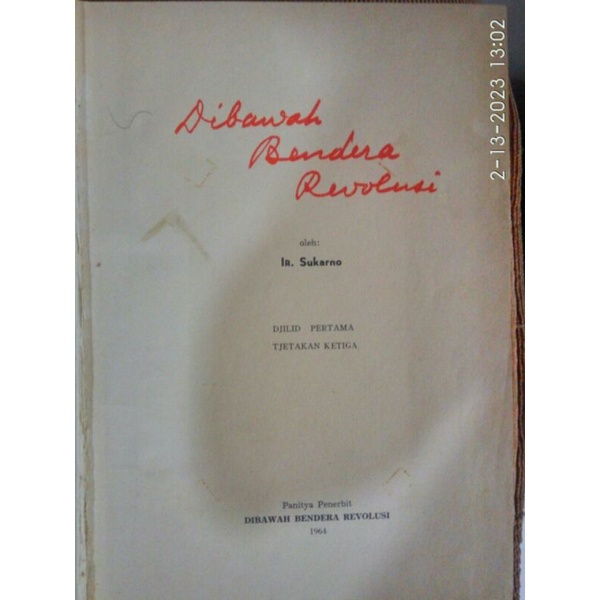 Dibawah
Bendera
Revolusi
oleh:
IR. Sukarno
DJILID PERTAMA
TJETAKAN KETIGA
Panitya Penerbit
DIBAWAH BENDERA REVOLUSI
1964
2-13-2023 13:02